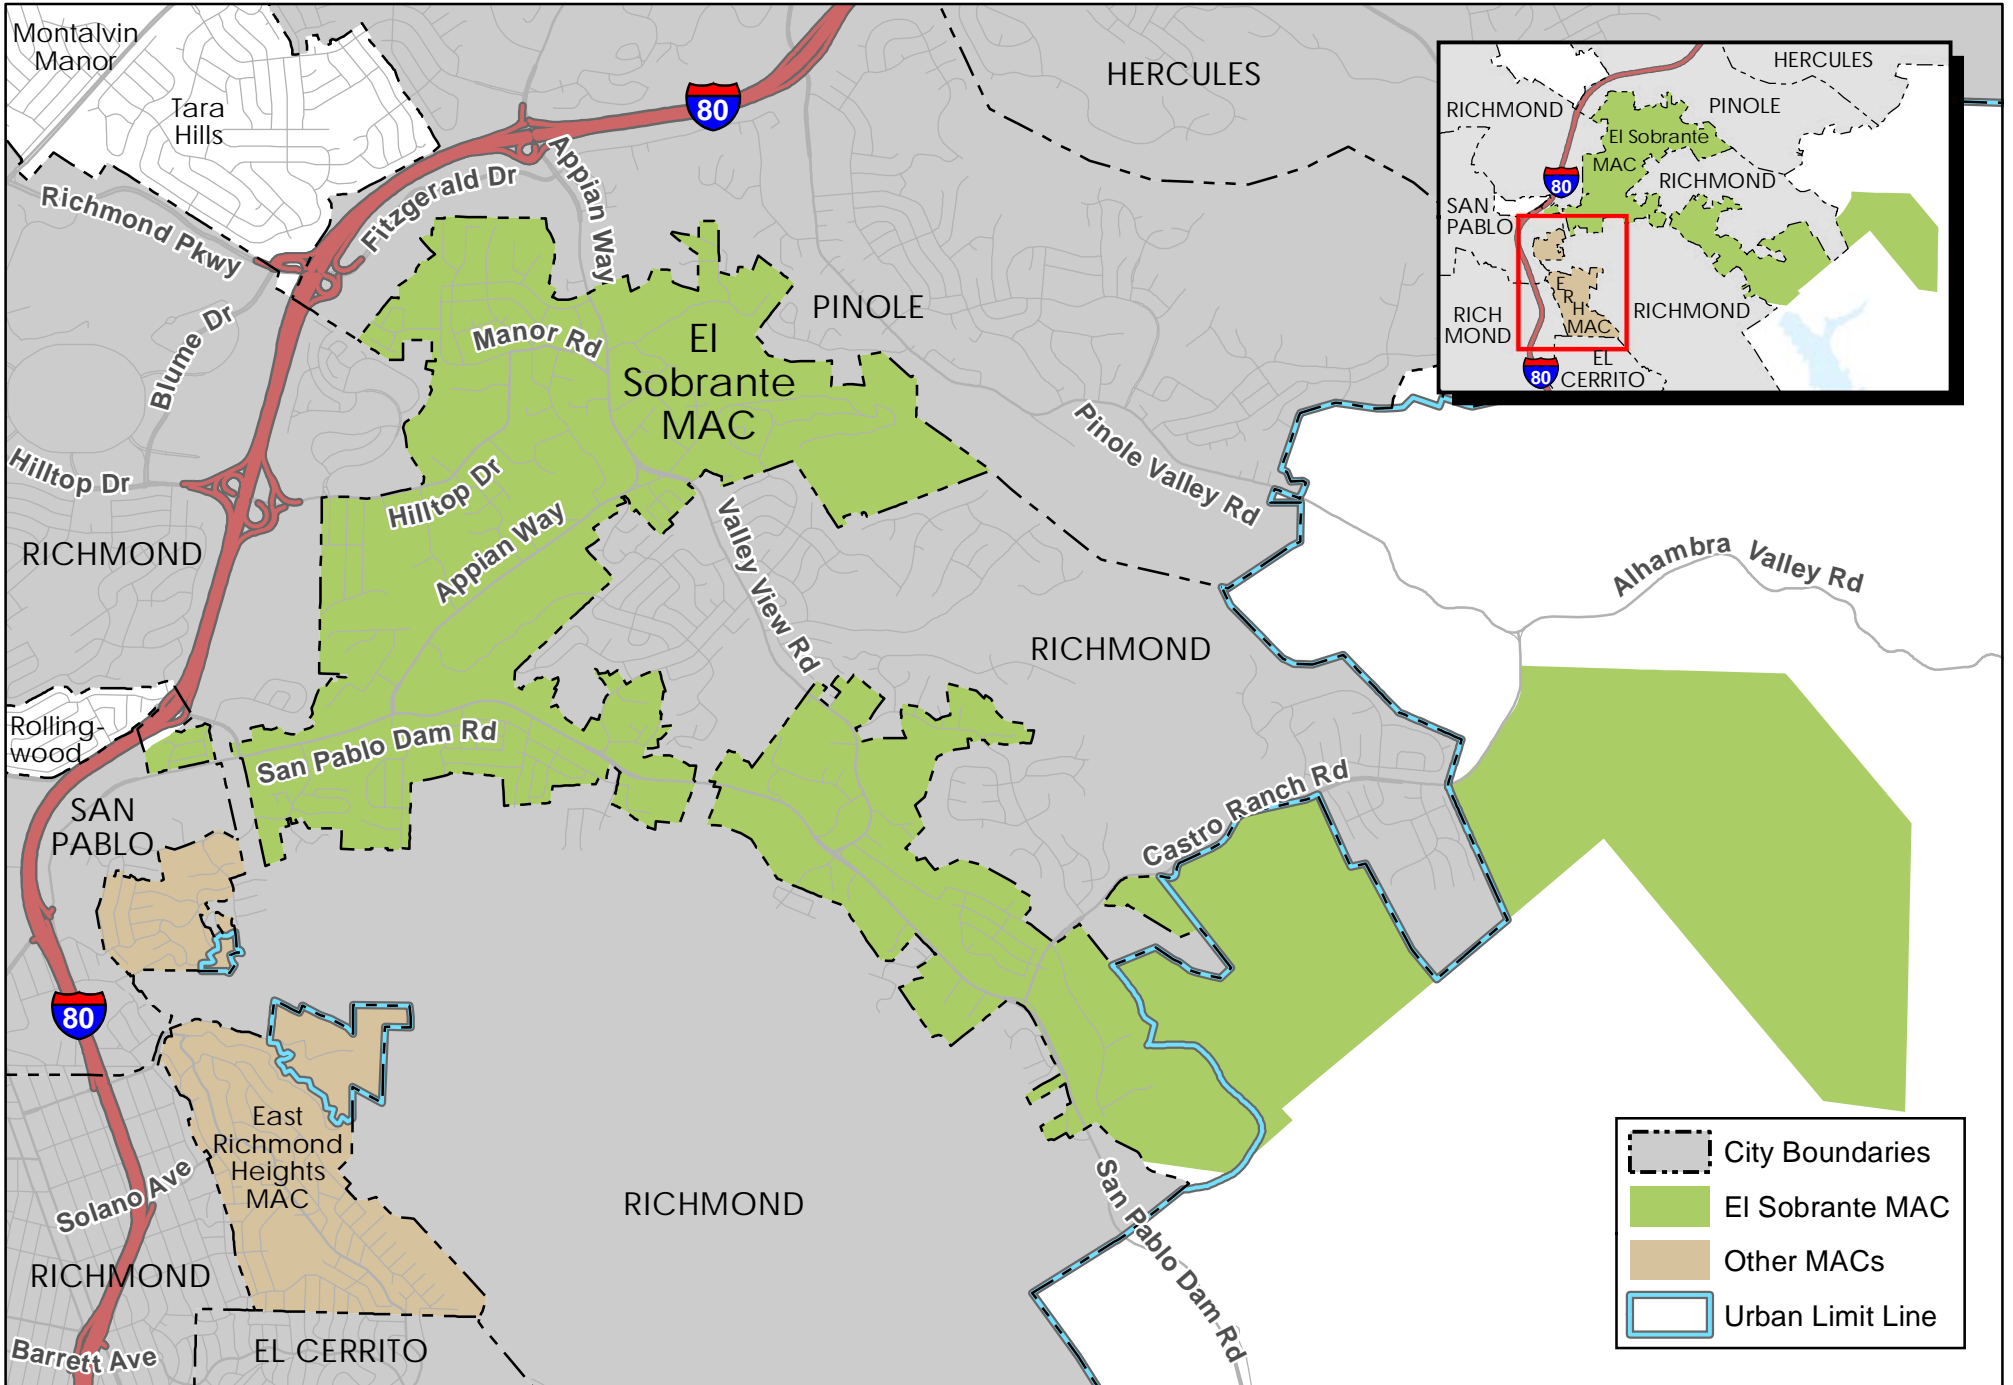 Montalvin
Manor
Tara
Hills
80
HERCULES
Richmond Pkwy
Fitzgerald Dr
Appian Way
Blume Dr
Manor Rd
El
Sobrante
MAC
PINOLE
Hilltop Dr
Hilltop Dr
Appian Way
Valley View Rd
Pinole Valley Rd
Alhambra Valley Rd
RICHMOND
RICHMOND
Rolling-
wood
San Pablo Dam Rd
SAN
PABLO
Castro Ranch Rd
80
East
Richmond
Heights
MAC
Solano Ave
RICHMOND
RICHMOND
San Pablo Dam Rd
Barrett Ave
EL CERRITO
HERCULES
RICHMOND
PINOLE
El Sobrante
MAC
RICHMOND
80
SAN
PABLO
E
R
H
MAC
RICH
MOND
RICHMOND
EL
CERRITO
80
City Boundaries
El Sobrante MAC
Other MACs
Urban Limit Line